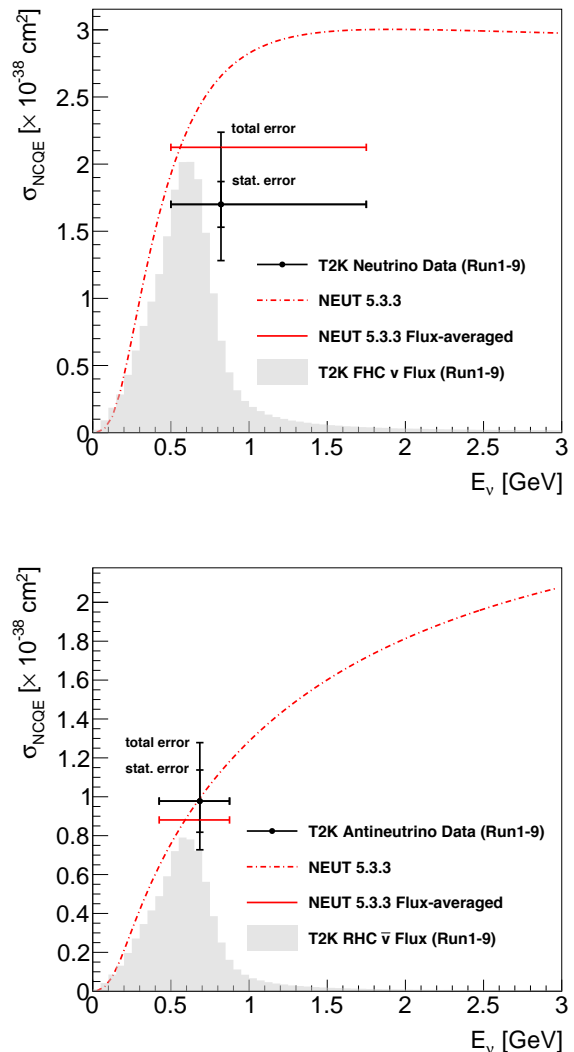 σNCQE [× 10⁻³⁸ cm²]
3
2.5
2
1.5
1
0.5
0
total error
stat. error
T2K Neutrino Data (Run1-9)
NEUT 5.3.3
NEUT 5.3.3 Flux-averaged
T2K FHC ν Flux (Run1-9)
0 0.5 1 1.5 2 2.5 3
Eν [GeV]
σNCQE [× 10⁻³⁸ cm²]
2
1.8
1.6
1.4
1.2
1
0.8
0.6
0.4
0.2
0
total error
stat. error
T2K Antineutrino Data (Run1-9)
NEUT 5.3.3
NEUT 5.3.3 Flux-averaged
T2K RHC ν̄ Flux (Run1-9)
0 0.5 1 1.5 2 2.5 3
Eν [GeV]